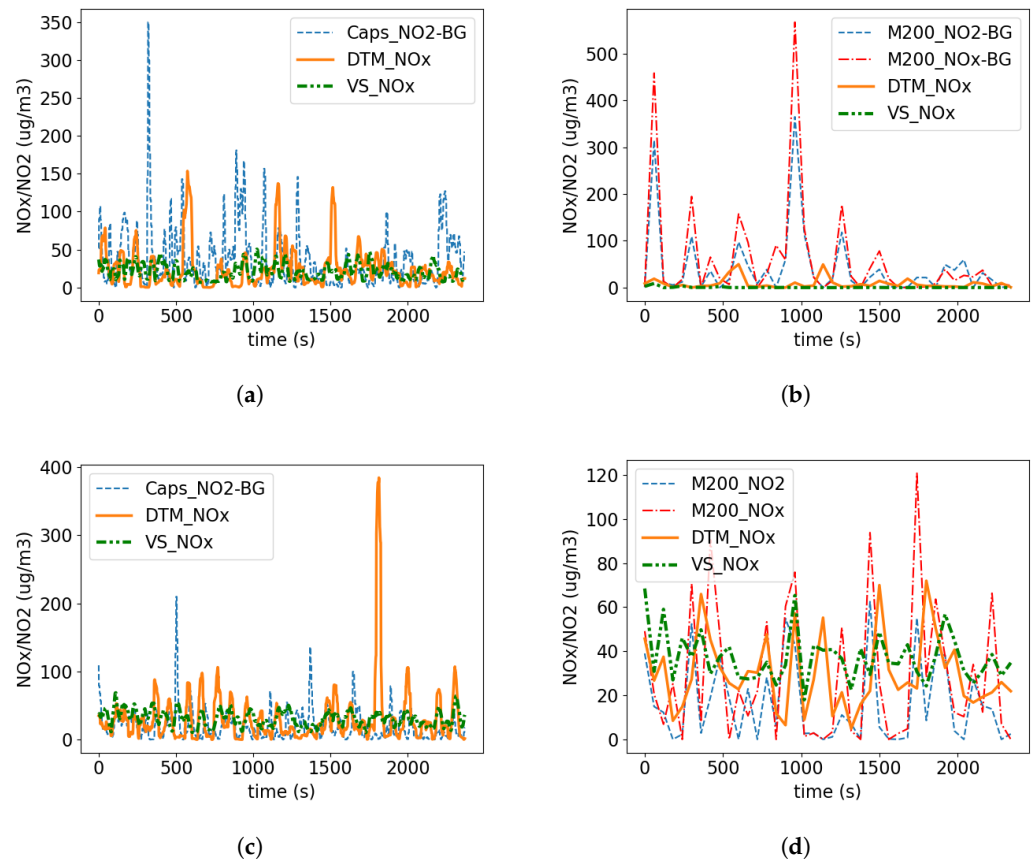 350
300
250
200
150
100
50
0
NOx/NO2 (ug/m3)
Caps_NO2-BG
DTM_NOx
VS_NOx
0
500
1000
1500
2000
time (s)
(a)
500
400
300
200
100
0
NOx/NO2 (ug/m3)
M200_NO2-BG
M200_NOx-BG
DTM_NOx
VS_NOx
0
500
1000
1500
2000
time (s)
(b)
400
300
200
100
0
NOx/NO2 (ug/m3)
Caps_NO2-BG
DTM_NOx
VS_NOx
0
500
1000
1500
2000
time (s)
(c)
120
100
80
60
40
20
0
NOx/NO2 (ug/m3)
M200_NO2
M200_NOx
DTM_NOx
VS_NOx
0
500
1000
1500
2000
time (s)
(d)